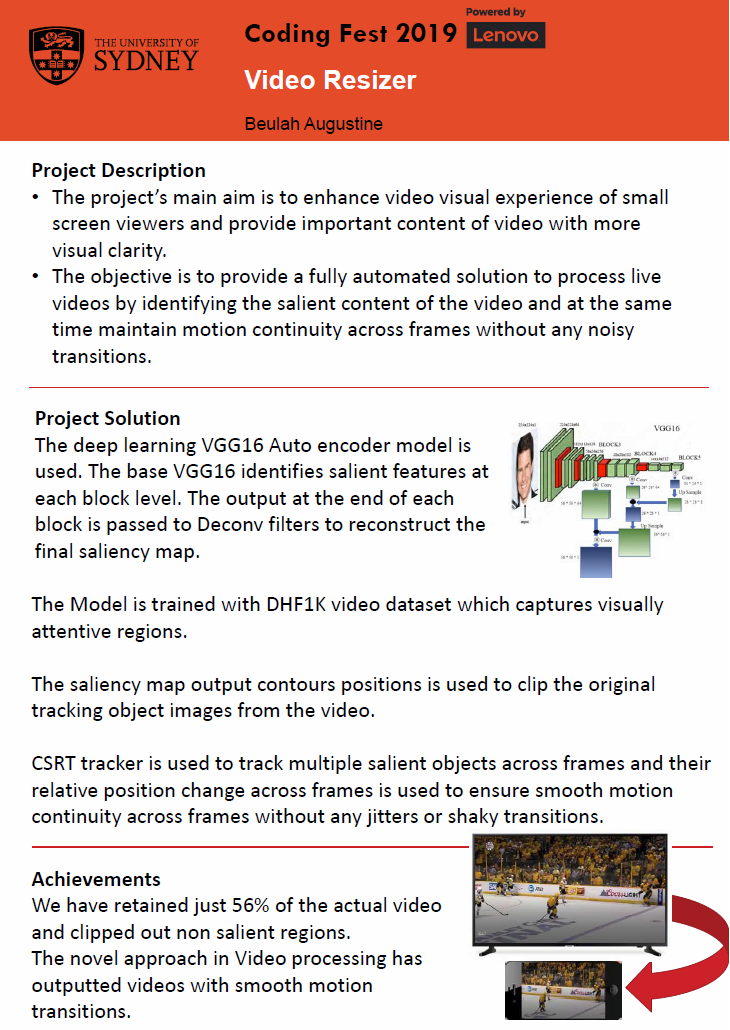 THE UNIVERSITY OF
SYDNEY
Coding Fest 2019
Powered by
Lenovo
Video Resizer
Beulah Augustine
Project Description
• The project’s main aim is to enhance video visual experience of small
screen viewers and provide important content of video with more
visual clarity.
• The objective is to provide a fully automated solution to process live
videos by identifying the salient content of the video and at the same
time maintain motion continuity across frames without any noisy
transitions.
Project Solution
The deep learning VGG16 Auto encoder model is
used. The base VGG16 identifies salient features at
each block level. The output at the end of each
block is passed to Deconv filters to reconstruct the
final saliency map.
VGG16
BLOCK3
BLOCK4
BLOCK5
Conv
Conv
Conv
Up Sample
Up Sample
Conv
input
The Model is trained with DHF1K video dataset which captures visually
attentive regions.
The saliency map output contours positions is used to clip the original
tracking object images from the video.
CSRT tracker is used to track multiple salient objects across frames and their
relative position change across frames is used to ensure smooth motion
continuity across frames without any jitters or shaky transitions.
Achievements
We have retained just 56% of the actual video
and clipped out non salient regions.
The novel approach in Video processing has
outputted videos with smooth motion
transitions.
AT&T